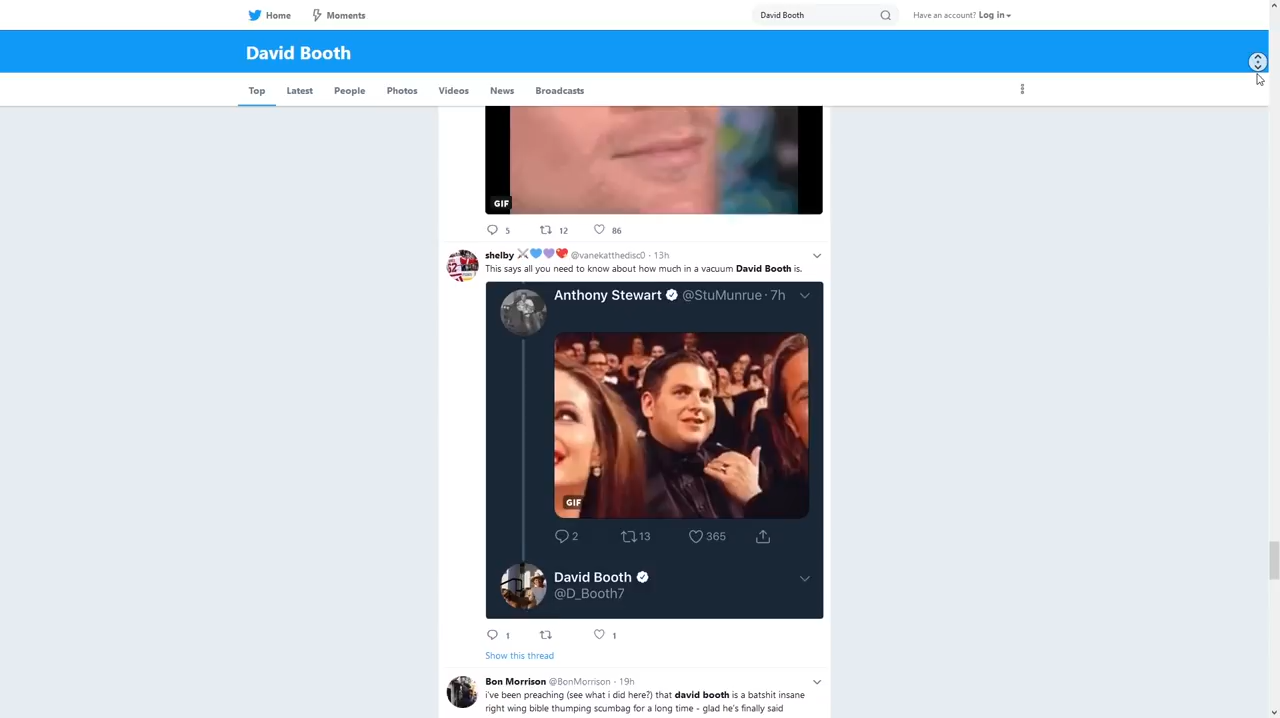 Home
Moments
David Booth
Have an account? Log in
David Booth
Top
Latest
People
Photos
Videos
News
Broadcasts
GIF
5
12
86
shelby ⚔💙💜❤️ @vanekatthedisc0 · 13h
This says all you need to know about how much in a vacuum David Booth is.
Anthony Stewart @StuMunrue · 7h
GIF
2
13
365
David Booth
@D_Booth7
1
1
Show this thread
Bon Morrison @BonMorrison · 19h
i've been preaching (see what i did here?) that david booth is a batshit insane
right wing bible thumping scumbag for a long time - glad he's finally said